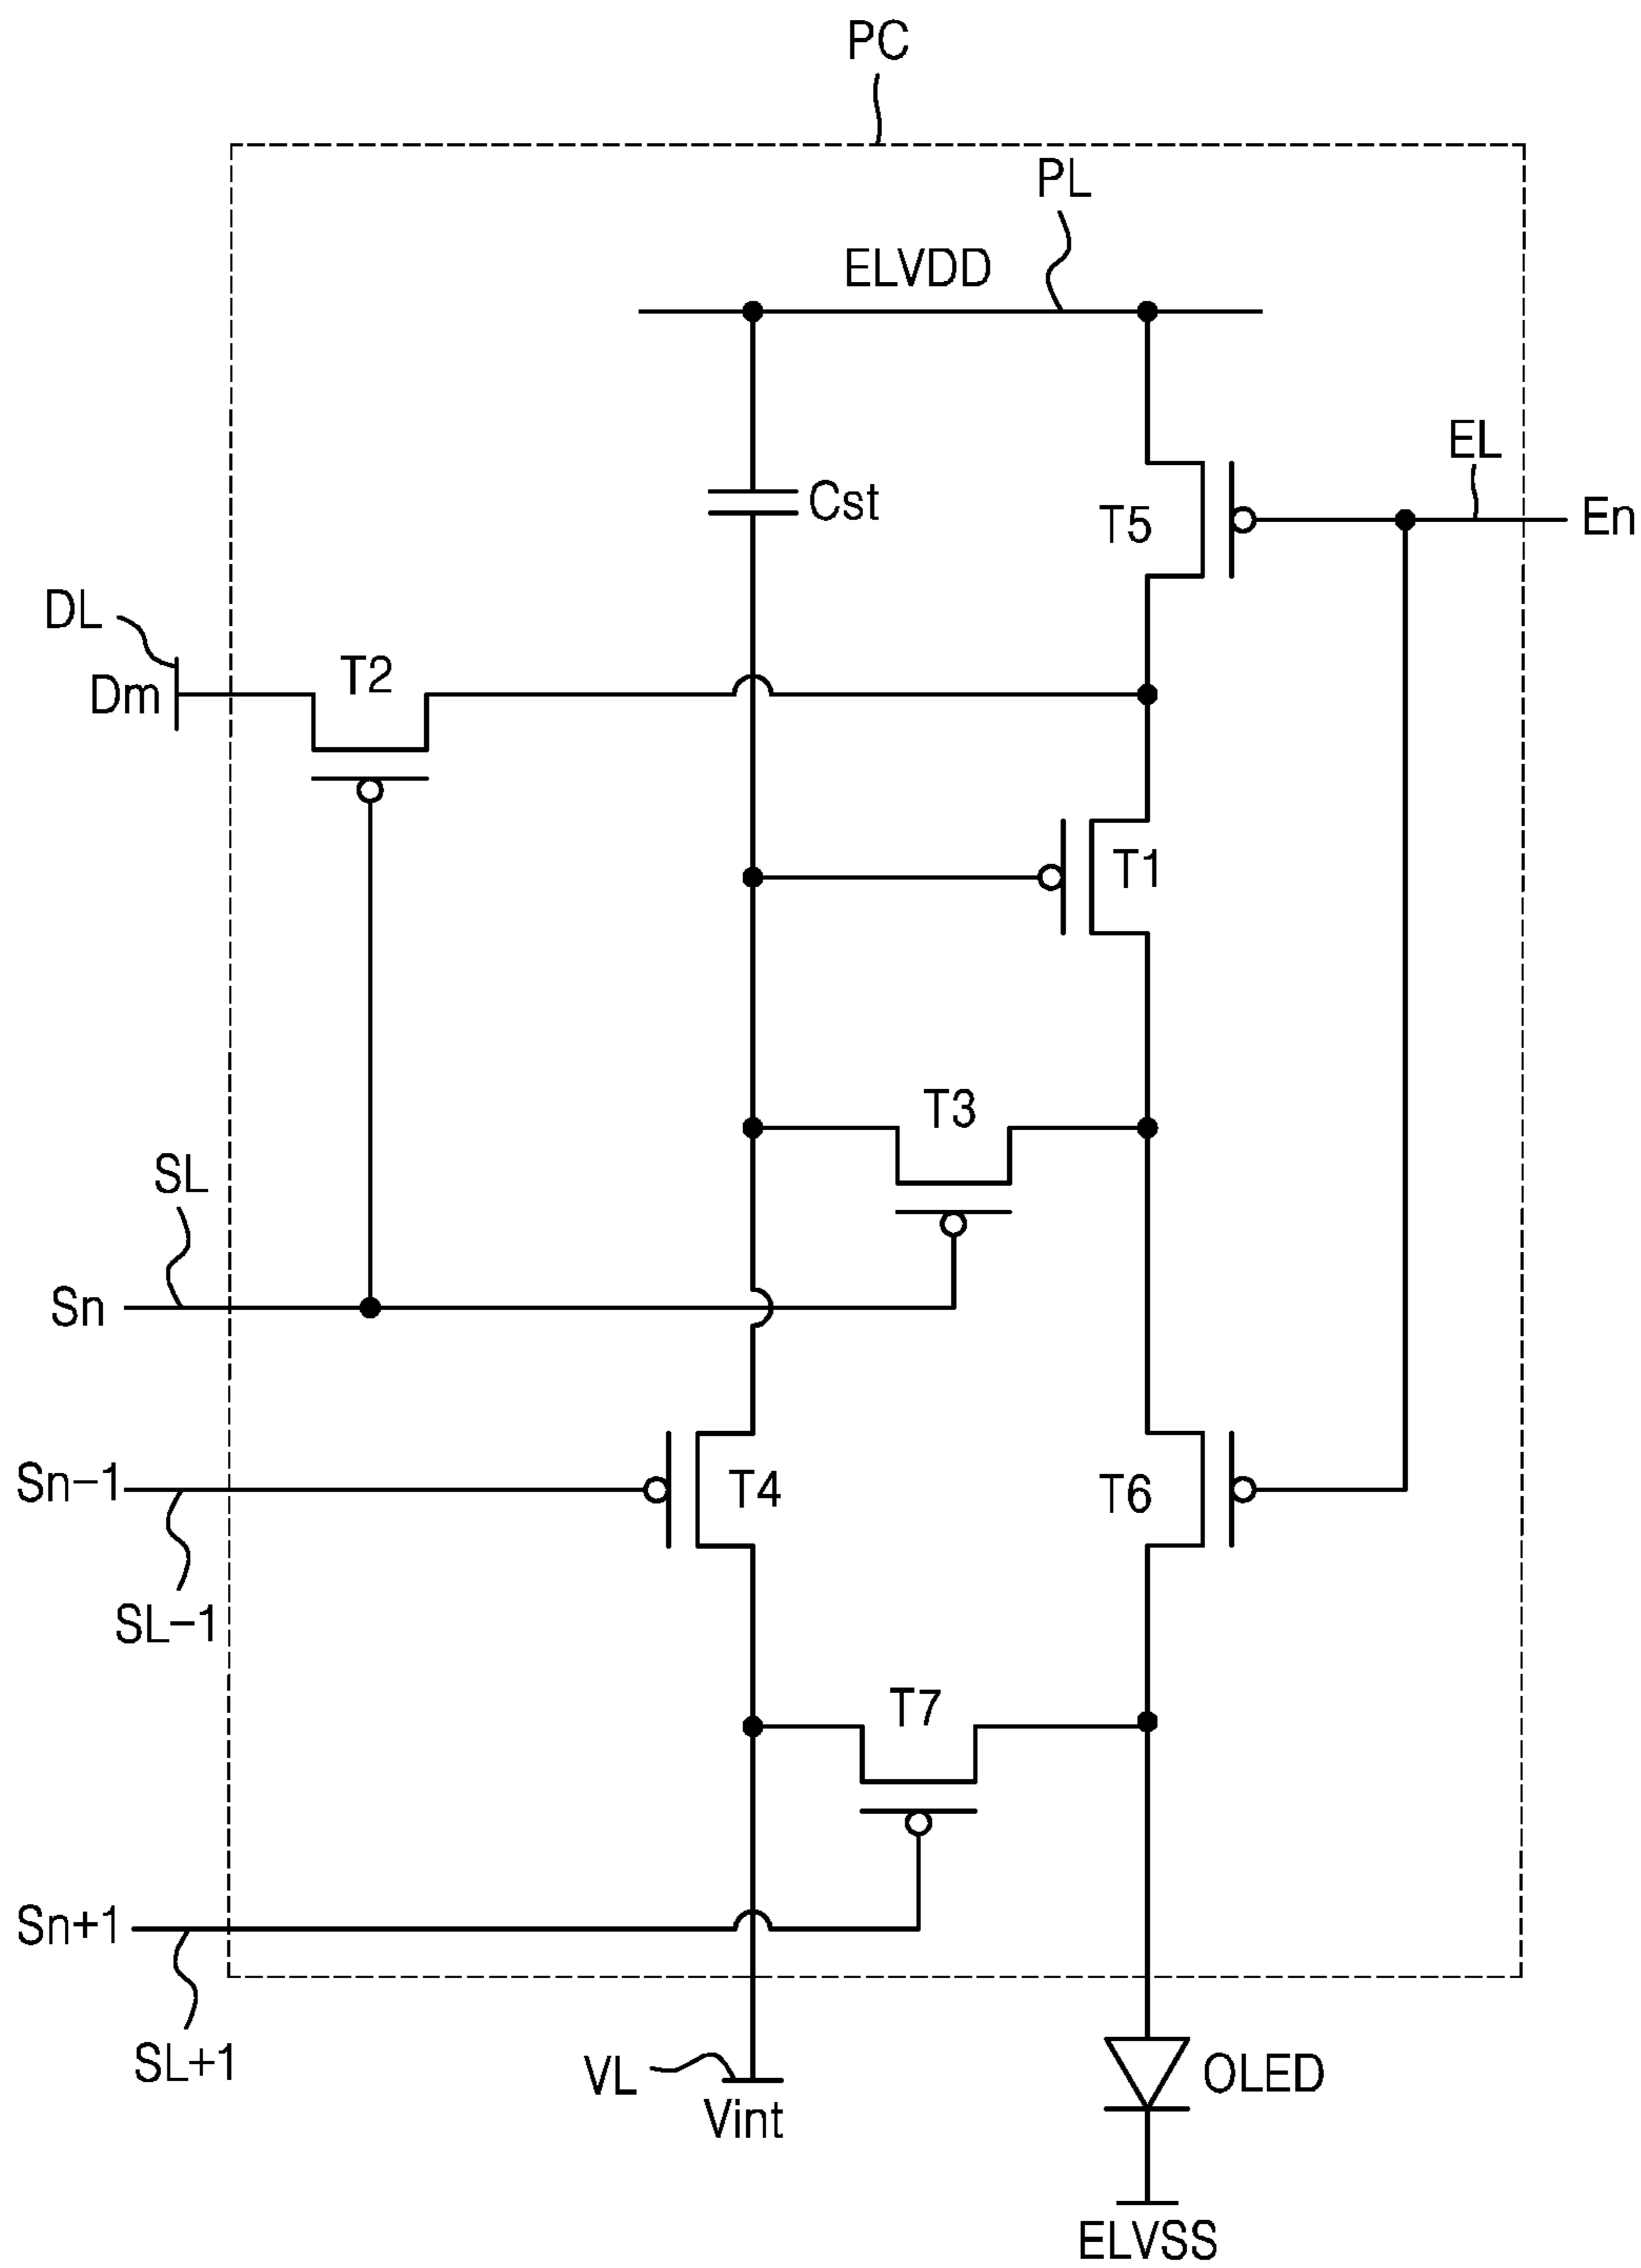 PC
PL
ELVDD
EL
Cst
T5
En
DL
T2
Dm
T1
T3
SL
Sn
Sn−1
T4
T6
SL−1
T7
Sn+1
SL+1
VL
OLED
Vint
ELVSS